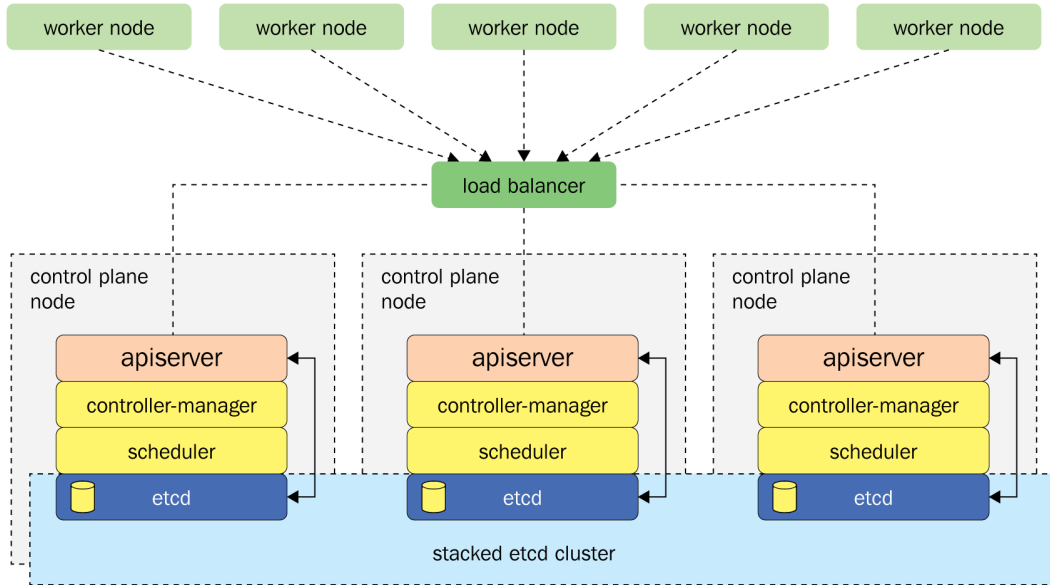 worker node
worker node
worker node
worker node
worker node
load balancer
control plane
node
control plane
node
control plane
node
apiserver
apiserver
apiserver
controller-manager
controller-manager
controller-manager
scheduler
scheduler
scheduler
etcd
etcd
etcd
stacked etcd cluster